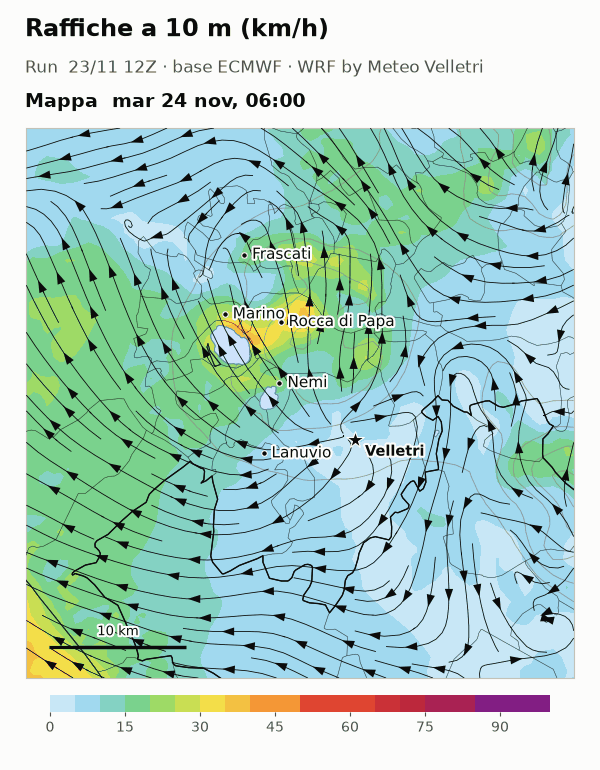 Raffiche a 10 m (km/h)
Run 23/11 12Z · base ECMWF · WRF by Meteo Velletri
Mappa mar 24 nov, 06:00
Frascati
Marino
Rocca di Papa
Nemi
Velletri
Lanuvio
10 km
0 15 30 45 60 75 90